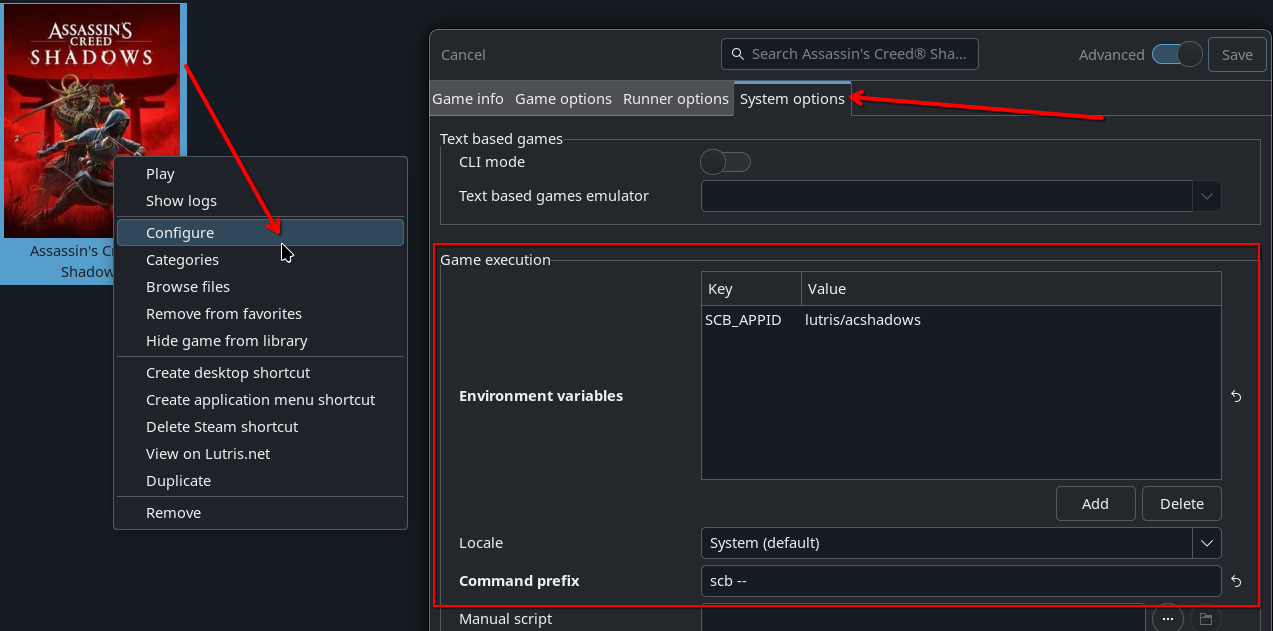 ASSASSIN'S
CREED
SHADOWS
Assassin's C
Shadow
Play
Show logs
Configure
Categories
Browse files
Remove from favorites
Hide game from library
Create desktop shortcut
Create application menu shortcut
Delete Steam shortcut
View on Lutris.net
Duplicate
Remove
Cancel
Search Assassin's Creed® Sha...
Advanced
Save
Game info Game options Runner options System options
Text based games
CLI mode
Text based games emulator
Game execution
Key Value
SCB_APPID lutris/acshadows
Environment variables
Add Delete
Locale System (default)
Command prefix scb --
Manual script ...